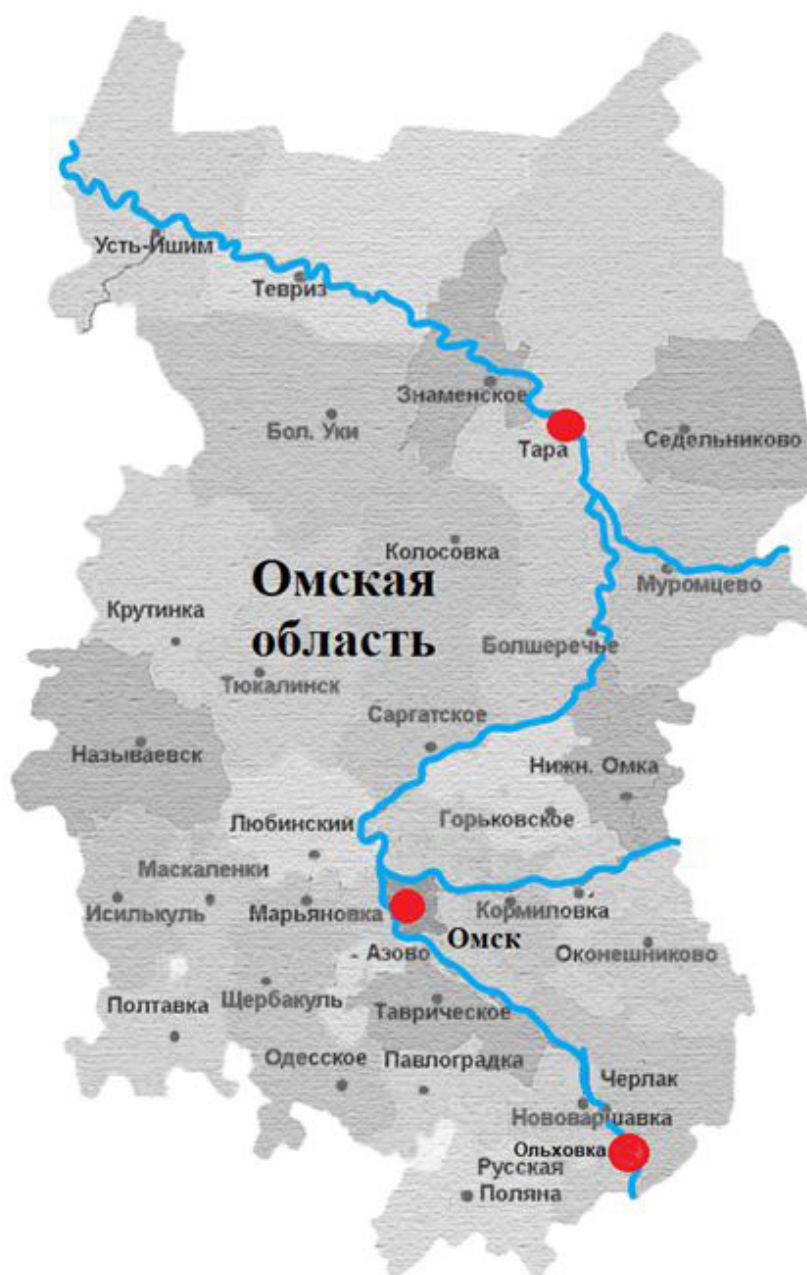 Усть-Ишим
Тевриз
Знаменское
Бол. Уки
Тара
Седельниково
Колосовка
Омская
область
Муромцево
Крутинка
Болшеречье
Тюкалинск
Саргатское
Называевск
Нижн. Омка
Горьковское
Любинский
Маскаленки
Исилькуль
Марьяновка
Кормиловка
Омск
Азово
Оконешниково
Полтавка
Щербакуль
Таврическое
Одесское
Павлоградка
Черлак
Нововаршавка
Ольховка
Русская
Поляна